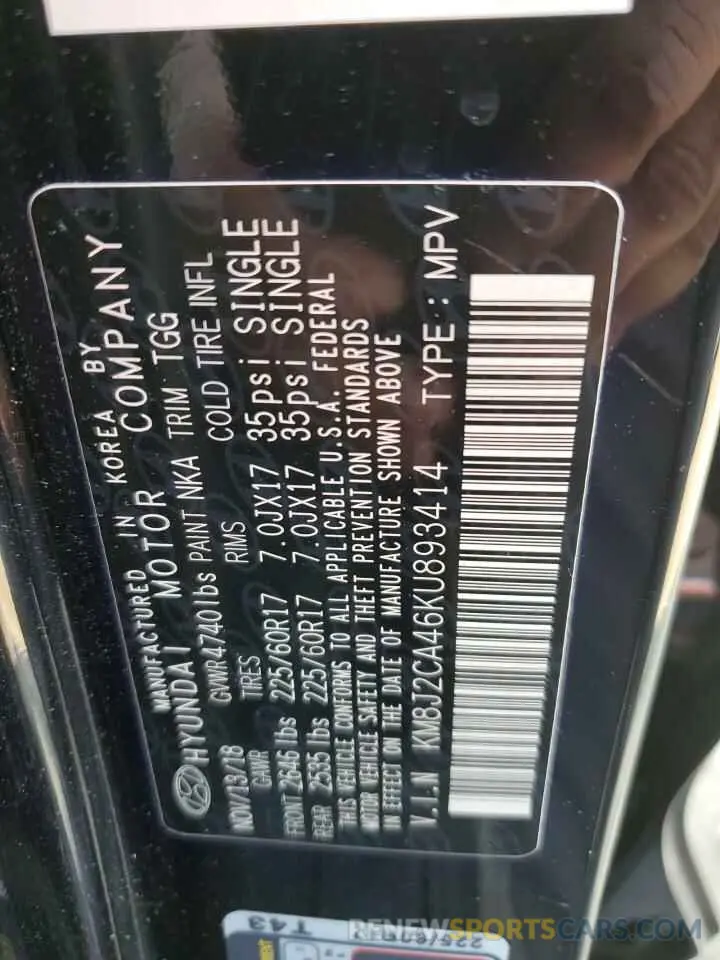 MANUFACTURED IN KOREA BY
HYUNDAI MOTOR COMPANY
NOV/13/18 GVWR 4740lbs PAINT NKA TRIM TGG
GAWR TIRES RIMS COLD TIRE INFL
FRONT 2646 lbs 225/60R17 7.0JX17 35psi SINGLE
REAR 2535 lbs 225/60R17 7.0JX17 35psi SINGLE
THIS VEHICLE CONFORMS TO ALL APPLICABLE U.S.A. FEDERAL
MOTOR VEHICLE SAFETY AND THEFT PREVENTION STANDARDS
IN EFFECT ON THE DATE OF MANUFACTURE SHOWN ABOVE
V.I.N KM8J2CA46KU893414 TYPE : MPV
T43
RENEWSPORTSCARS.COM